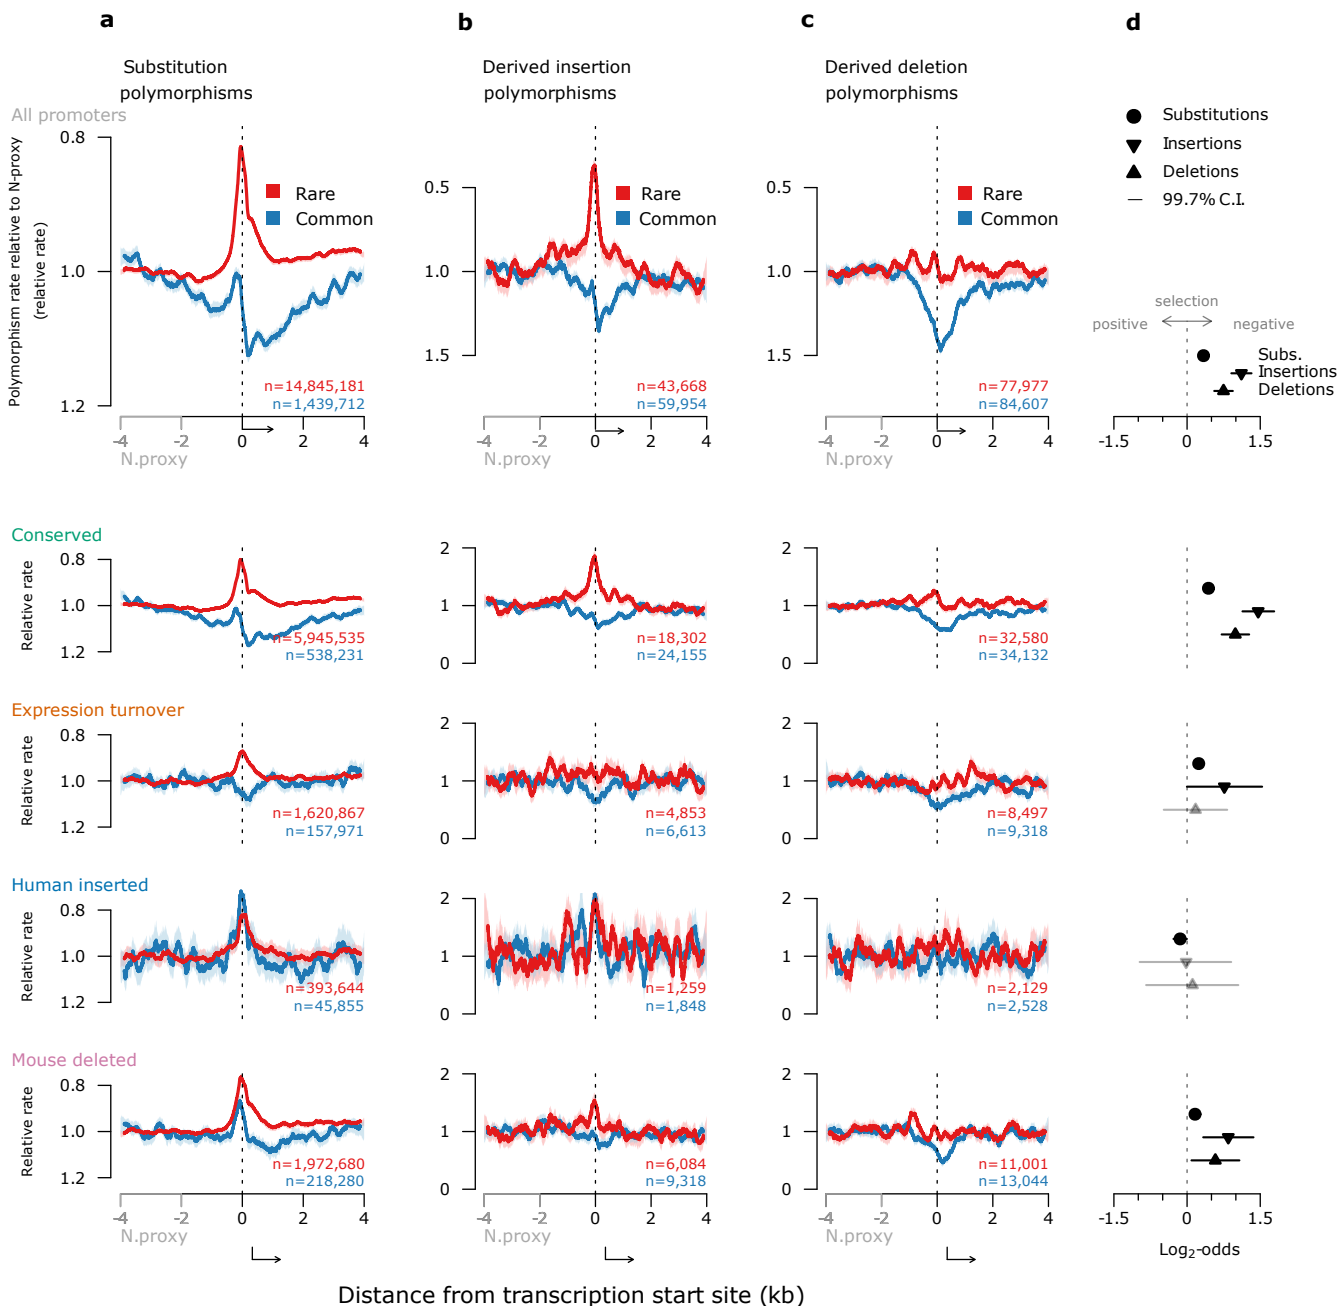 a
b
c
d
Substitution
polymorphisms
Derived insertion
polymorphisms
Derived deletion
polymorphisms
All promoters
Polymorphism rate relative to N-proxy
(relative rate)
0.8
1.0
1.2
Rare
Common
n=14,845,181
n=1,439,712
-4
-2
0
2
4
N.proxy
0.5
1.0
1.5
Rare
Common
n=43,668
n=59,954
-4
-2
0
2
4
N.proxy
0.5
1.0
1.5
Rare
Common
n=77,977
n=84,607
-4
-2
0
2
4
N.proxy
Substitutions
Insertions
Deletions
99.7% C.I.
selection
positive
negative
Subs.
Insertions
Deletions
-1.5
0
1.5
Conserved
Relative rate
0.8
1.0
1.2
n=5,945,535
n=538,231
2
1
0
n=18,302
n=24,155
2
1
0
n=32,580
n=34,132
Expression turnover
Relative rate
0.8
1.0
1.2
n=1,620,867
n=157,971
2
1
0
n=4,853
n=6,613
2
1
0
n=8,497
n=9,318
Human inserted
Relative rate
0.8
1.0
1.2
n=393,644
n=45,855
2
1
0
n=1,259
n=1,848
2
1
0
n=2,129
n=2,528
Mouse deleted
Relative rate
0.8
1.0
1.2
n=1,972,680
n=218,280
-4
-2
0
2
4
N.proxy
2
1
0
n=6,084
n=9,318
-4
-2
0
2
4
N.proxy
2
1
0
n=11,001
n=13,044
-4
-2
0
2
4
N.proxy
-1.5
0
1.5
Log2-odds
Distance from transcription start site (kb)